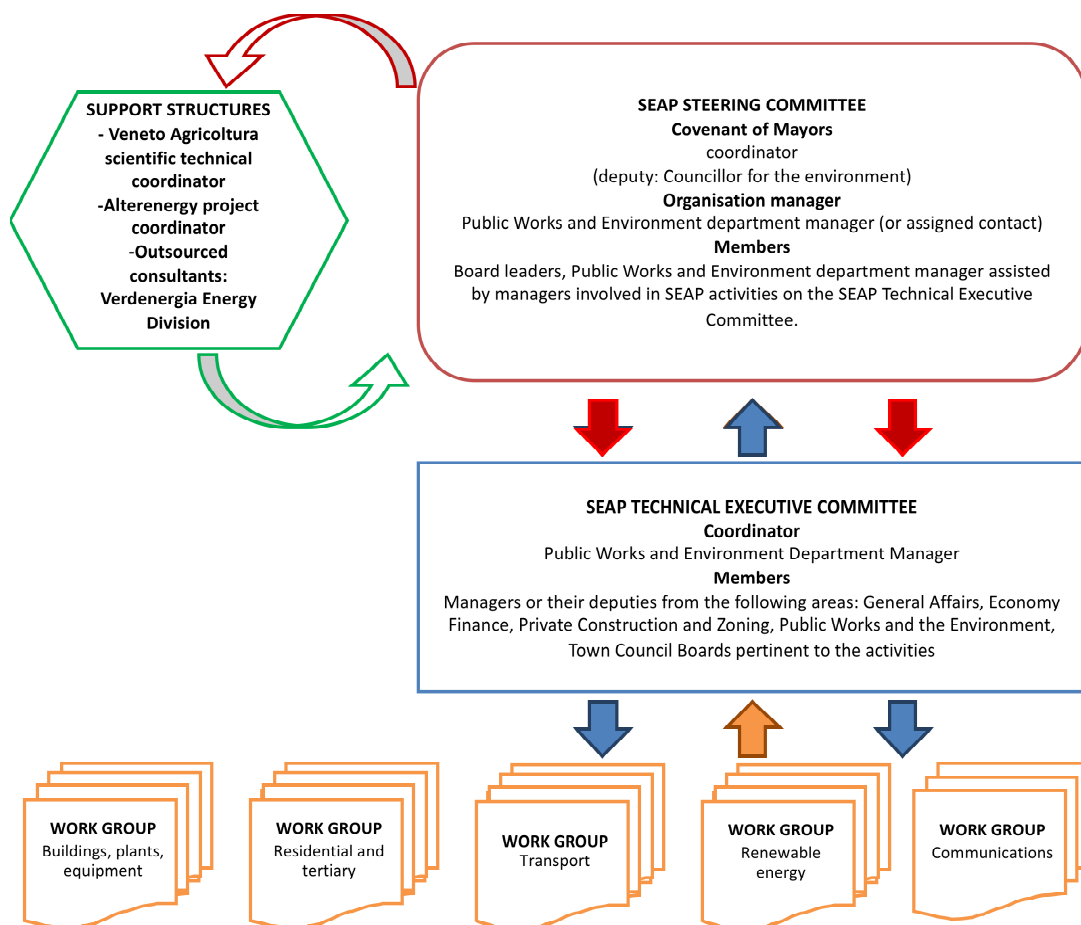 SUPPORT STRUCTURES
- Veneto Agricoltura
scientific technical
coordinator
-Alterenergy project
coordinator
-Outsourced
consultants:
Verdenergia Energy
Division
SEAP STEERING COMMITTEE
Covenant of Mayors
coordinator
(deputy: Councillor for the environment)
Organisation manager
Public Works and Environment department manager (or assigned contact)
Members
Board leaders, Public Works and Environment department manager assisted
by managers involved in SEAP activities on the SEAP Technical Executive
Committee.
SEAP TECHNICAL EXECUTIVE COMMITTEE
Coordinator
Public Works and Environment Department Manager
Members
Managers or their deputies from the following areas: General Affairs, Economy
Finance, Private Construction and Zoning, Public Works and the Environment,
Town Council Boards pertinent to the activities
WORK GROUP
Buildings, plants,
equipment
WORK GROUP
Residential and
tertiary
WORK GROUP
Transport
WORK GROUP
Renewable
energy
WORK GROUP
Communications